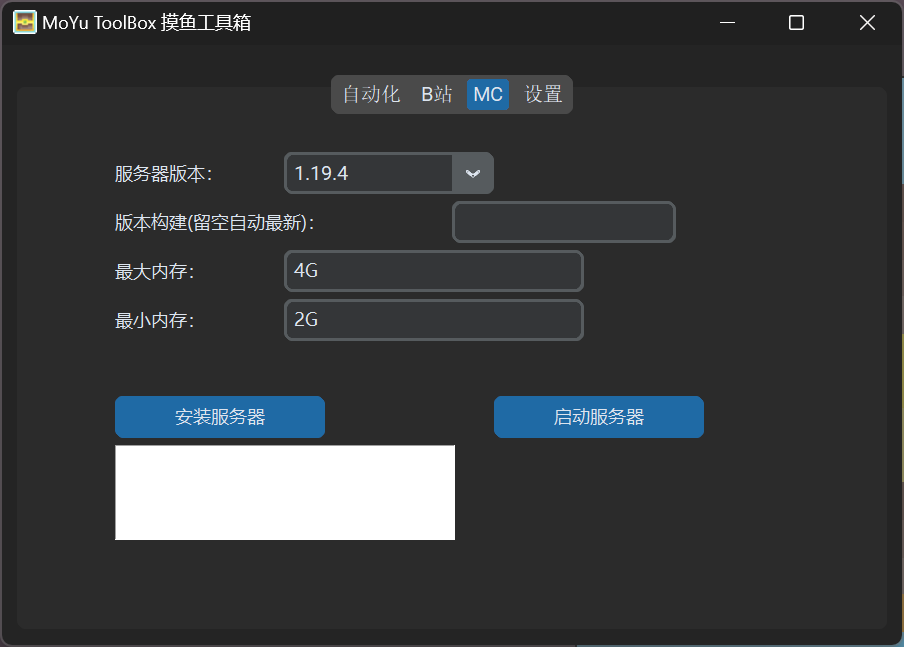 MoYu ToolBox 摸鱼工具箱
自动化 B站 MC 设置
服务器版本: 1.19.4
版本构建(留空自动最新):
最大内存: 4G
最小内存: 2G
安装服务器 启动服务器